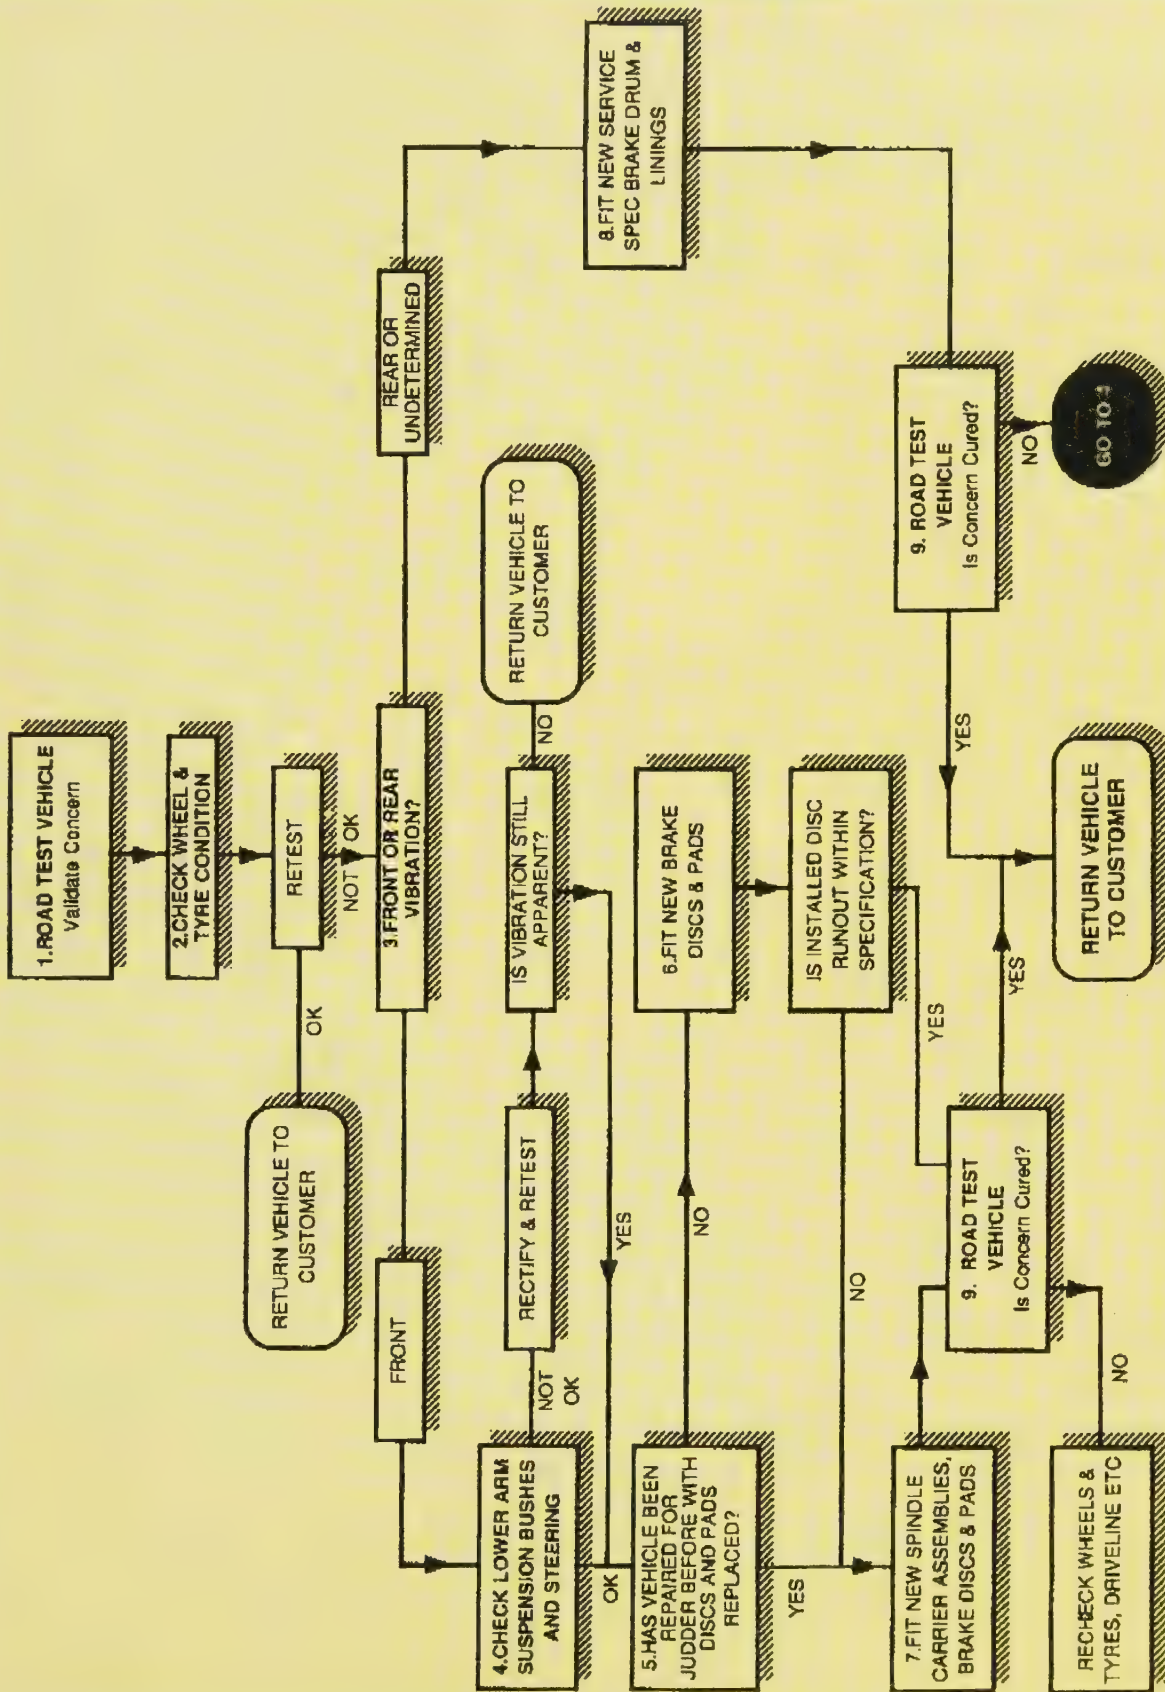 1.ROAD TEST VEHICLE
Validate Concern
2.CHECK WHEEL &
TYRE CONDITION
RETEST
OK
RETURN VEHICLE TO
CUSTOMER
NOT OK
3.FRONT OR REAR
VIBRATION?
FRONT
REAR OR
UNDETERMINED
4.CHECK LOWER ARM
SUSPENSION BUSHES
AND STEERING
NOT
OK
RECTIFY & RETEST
IS VIBRATION STILL
APPARENT?
NO
RETURN VEHICLE TO
CUSTOMER
YES
OK
5.HAS VEHICLE BEEN
REPAIRED FOR
JUDDER BEFORE WITH
DISCS AND PADS
REPLACED?
NO
6.FIT NEW BRAKE
DISCS & PADS
8.FIT NEW SERVICE
SPEC BRAKE DRUM &
LININGS
YES
IS INSTALLED DISC
RUNOUT WITHIN
SPECIFICATION?
NO
YES
7.FIT NEW SPINDLE
CARRIER ASSEMBLIES,
BRAKE DISCS & PADS
9. ROAD TEST
VEHICLE
Is Concern Cured?
YES
NO
RECHECK WHEELS &
TYRES, DRIVELINE ETC
9. ROAD TEST
VEHICLE
Is Concern Cured?
YES
RETURN VEHICLE
TO CUSTOMER
NO
GO TO